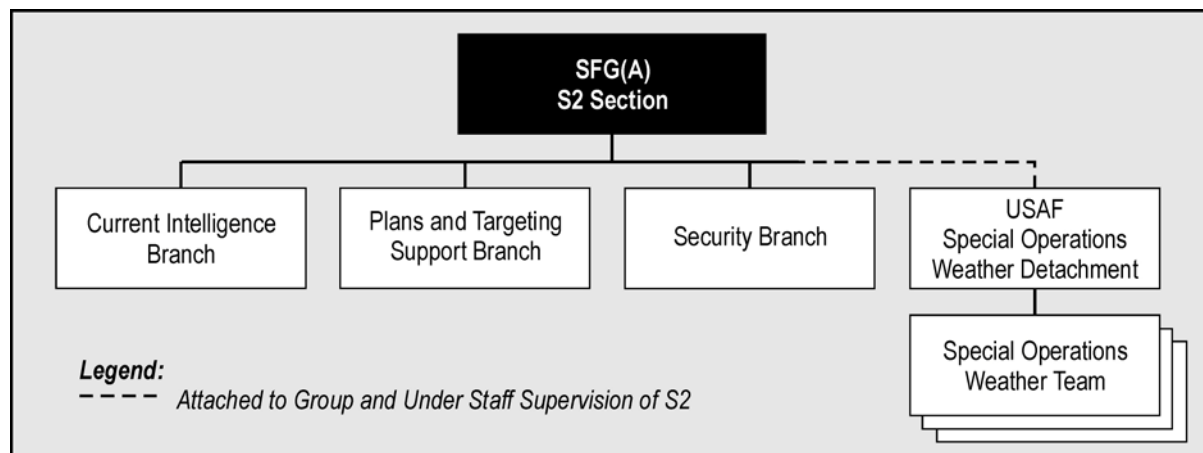 SFG(A)
S2 Section
Current Intelligence
Branch
Plans and Targeting
Support Branch
Security Branch
USAF
Special Operations
Weather Detachment
Special Operations
Weather Team
Legend:
Attached to Group and Under Staff Supervision of S2